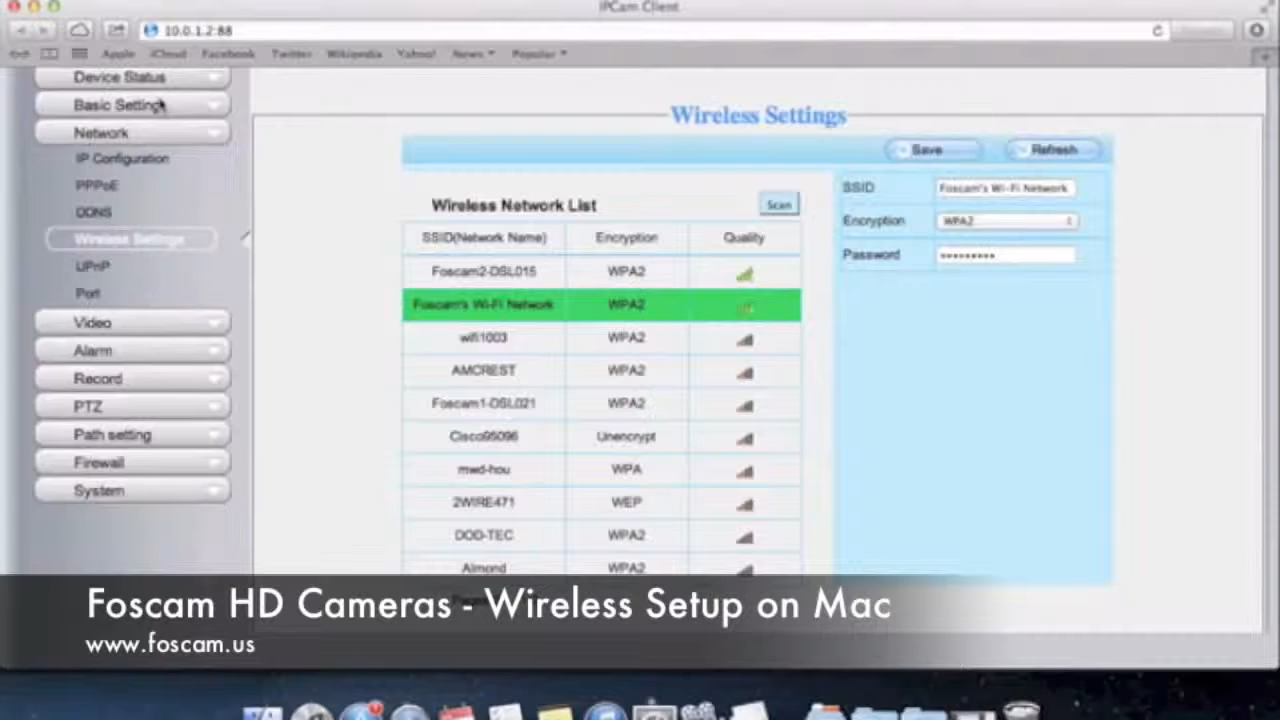 IPCam Client
10.0.1.2:88
Apple iCloud Facebook Twitter Wikipedia Yahoo! News Popular
Device Status
Basic Setting
Network
IP Configuration
PPPoE
DDNS
Wireless Settings
UPnP
Port
Video
Alarm
Record
PTZ
Path setting
Firewall
System
Wireless Settings
Save Refresh
Wireless Network List Scan
SSID(Network Name) Encryption Quality
Foscam2-DSL015 WPA2
Foscam's Wi-Fi Network WPA2
wifi1003 WPA2
AMCREST WPA2
Foscam1-DSL021 WPA2
Cisco95096 Unencrypt
mwd-hou WPA
2WIRE471 WEP
DOD-TEC WPA2
Almond WPA2
SSID Foscam's Wi-Fi Network
Encryption WPA2
Password •••••••••
Foscam HD Cameras - Wireless Setup on Mac
www.foscam.us